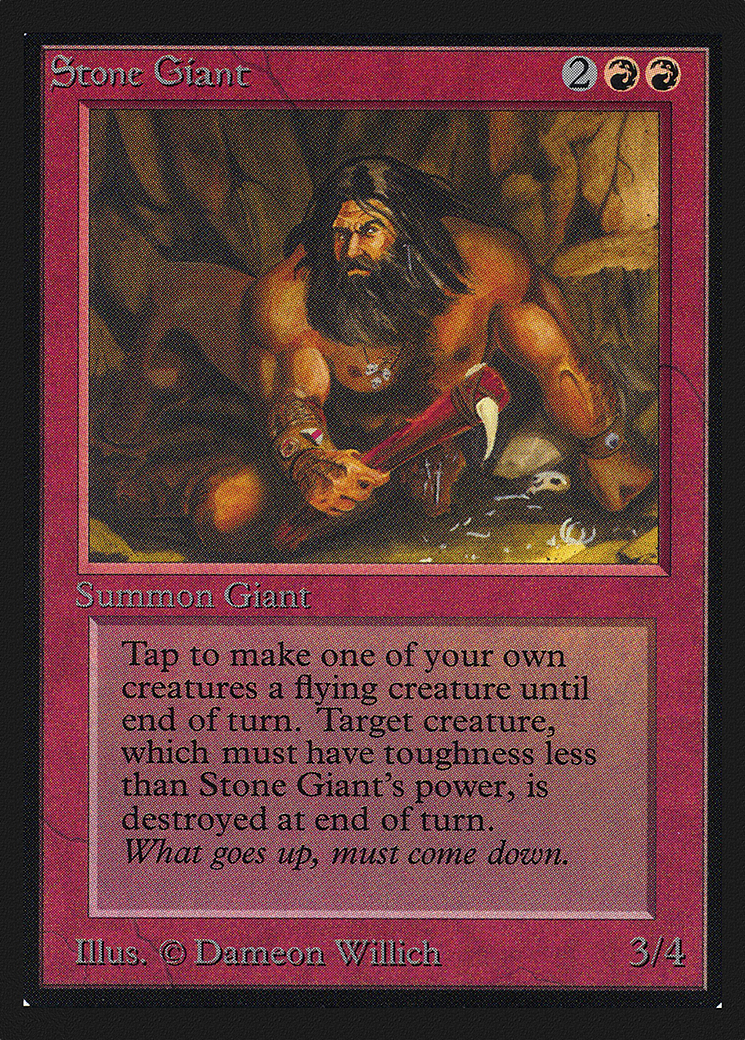 Stone Giant 2
Summon Giant
Tap to make one of your own
creatures a flying creature until
end of turn. Target creature,
which must have toughness less
than Stone Giant's power, is
destroyed at end of turn.
What goes up, must come down.
Illus. © Dameon Willich 3/4